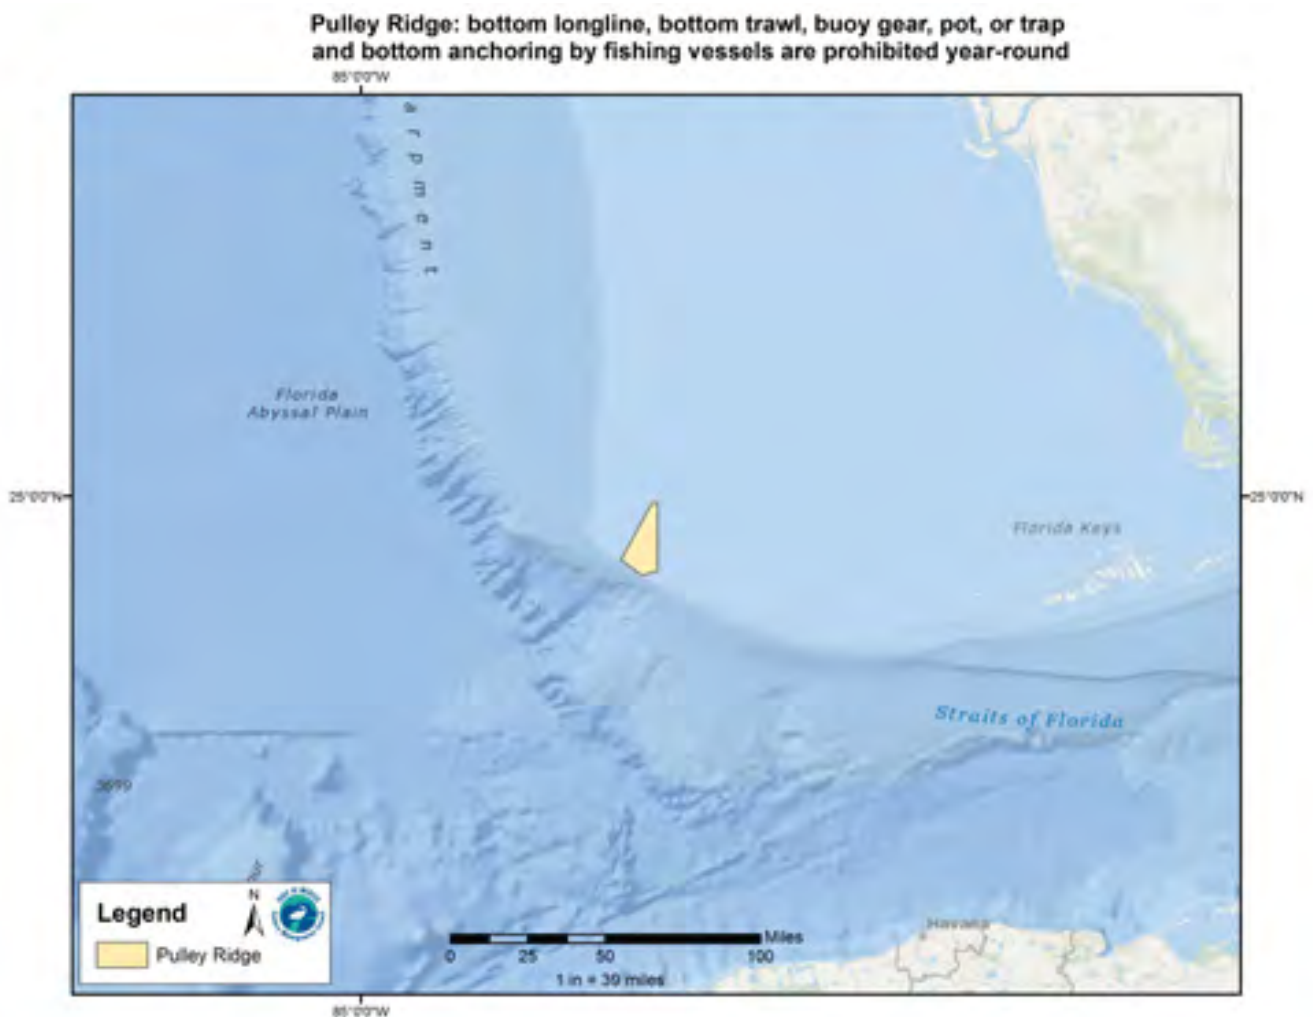 Pulley Ridge: bottom longline, bottom trawl, buoy gear, pot, or trap
and bottom anchoring by fishing vessels are prohibited year-round
85°0'0"W
arpment
Florida
Abyssal Plain
25°0'0"N
25°0'0"N
Florida Keys
Straits of Florida
3699
Havana
N
Legend
Pulley Ridge
Miles
0 25 50 100
1 in = 39 miles
85°0'0"W